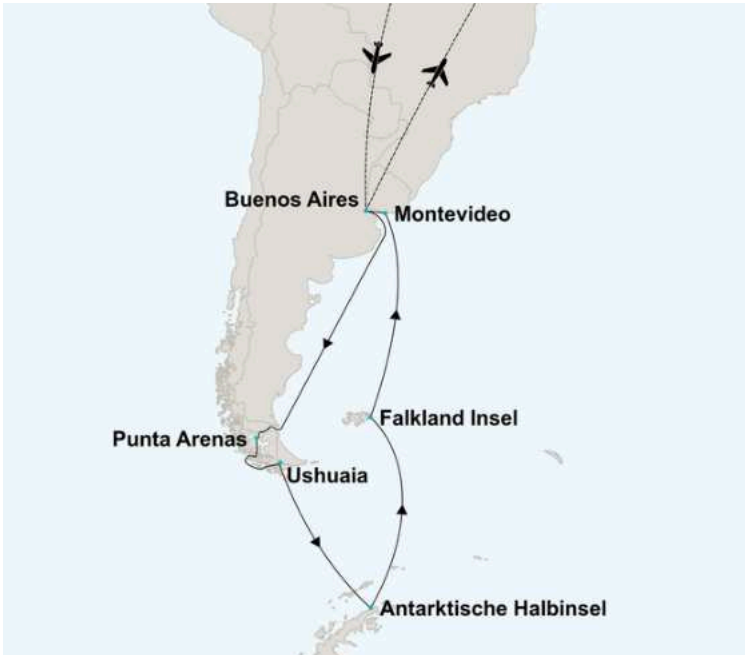 Buenos Aires
Montevideo
Falkland Insel
Punta Arenas
Ushuaia
Antarktische Halbinsel